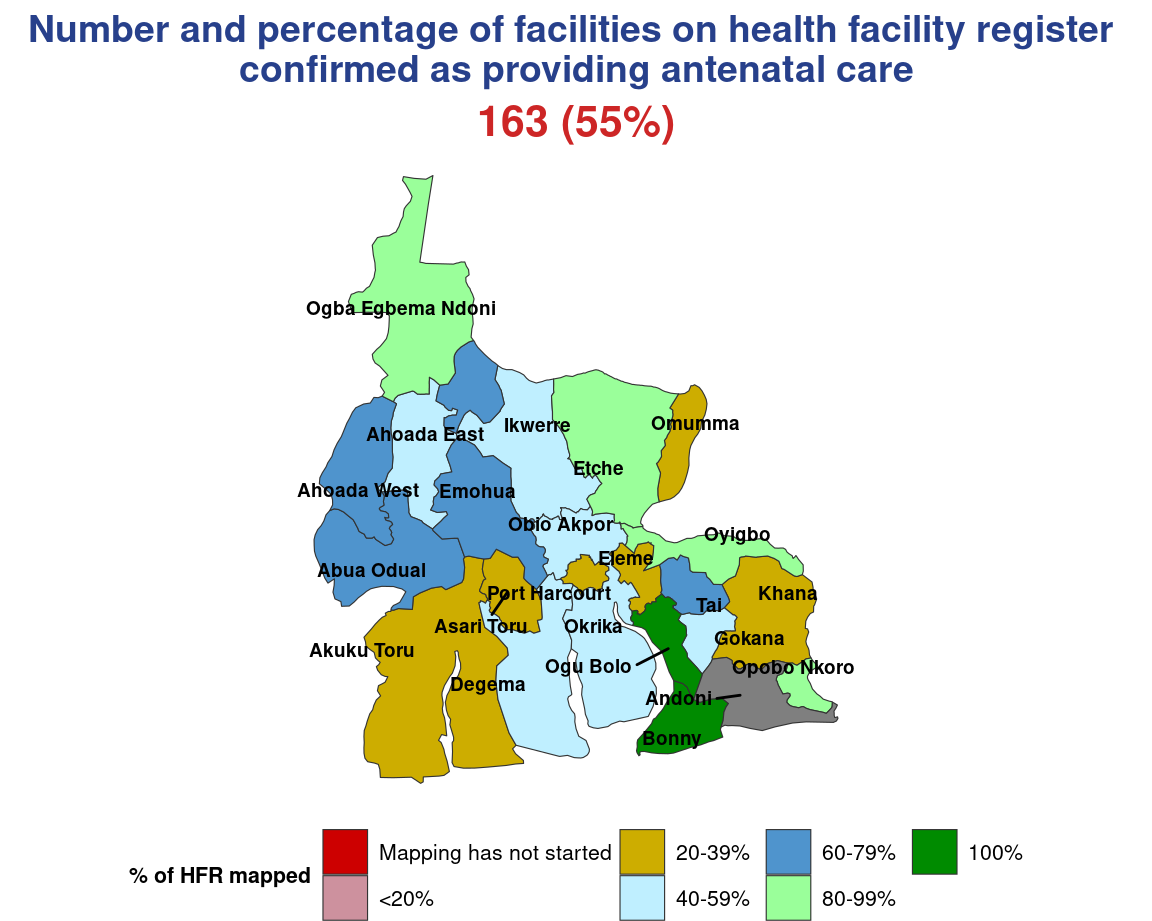 Number and percentage of facilities on health facility register
confirmed as providing antenatal care
163 (55%)
Ogba Egbema Ndoni
Omumma
Ikwerre
Ahoada East
Etche
Ahoada West
Emohua
Obio Akpor
Oyigbo
Eleme
Abua Odual
Port Harcourt
Khana
Tai
Asari Toru
Okrika
Gokana
Akuku Toru
Ogu Bolo
Opobo Nkoro
Degema
Andoni
Bonny
% of HFR mapped
Mapping has not started
<20%
20-39%
40-59%
60-79%
80-99%
100%